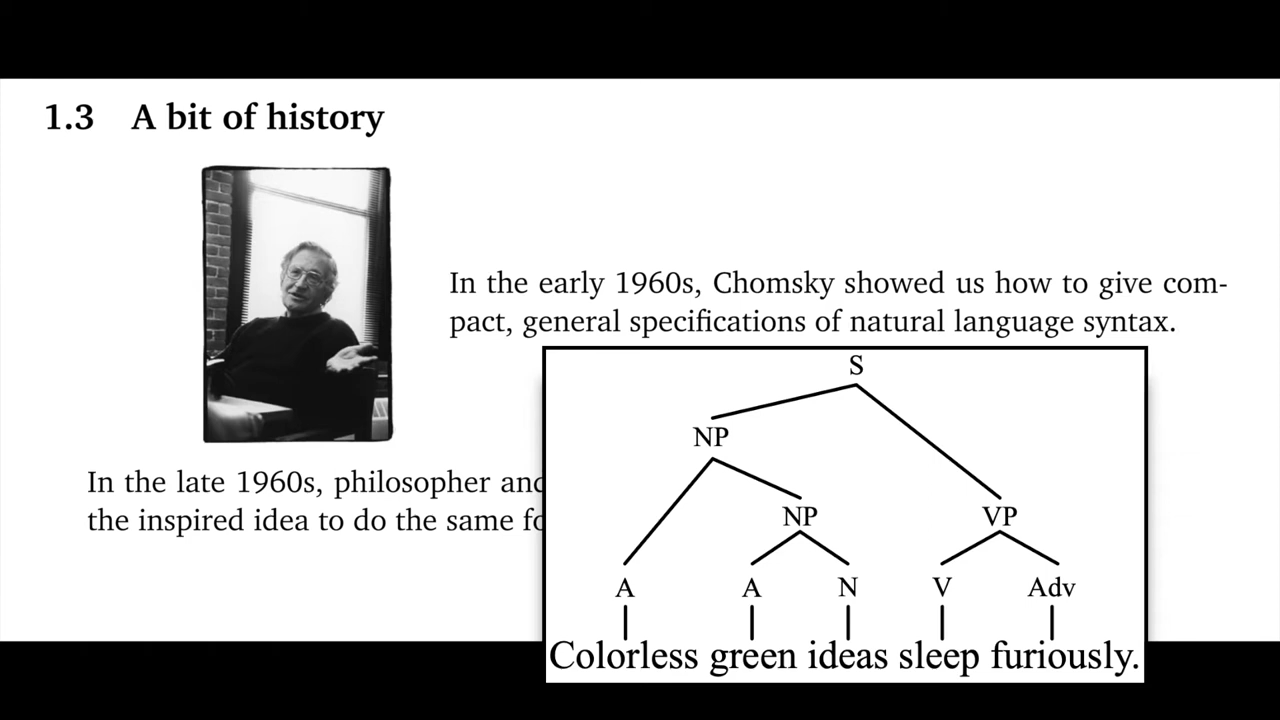 1.3 A bit of history
In the early 1960s, Chomsky showed us how to give com-
pact, general specifications of natural language syntax.
In the late 1960s, philosopher and
the inspired idea to do the same fo
S
NP
NP VP
A A N V Adv
Colorless green ideas sleep furiously.